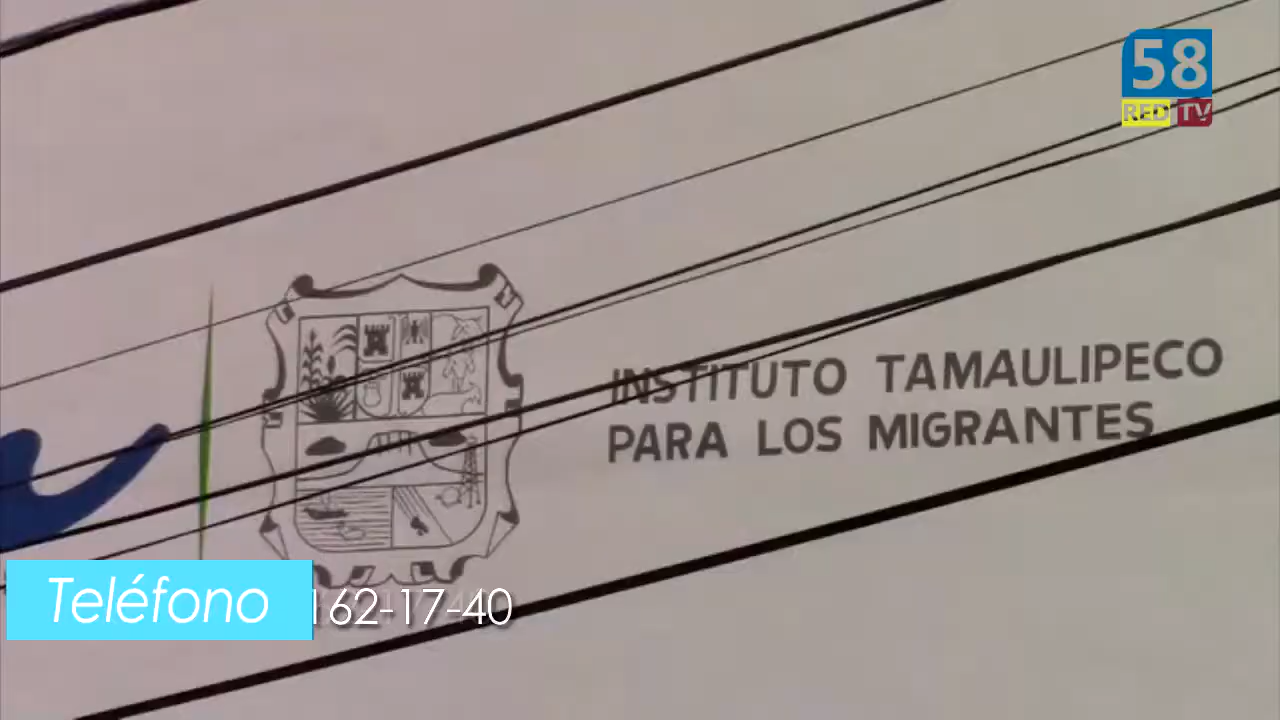 58
RED TV
INSTITUTO TAMAULIPECO
PARA LOS MIGRANTES
Teléfono 162-17-40